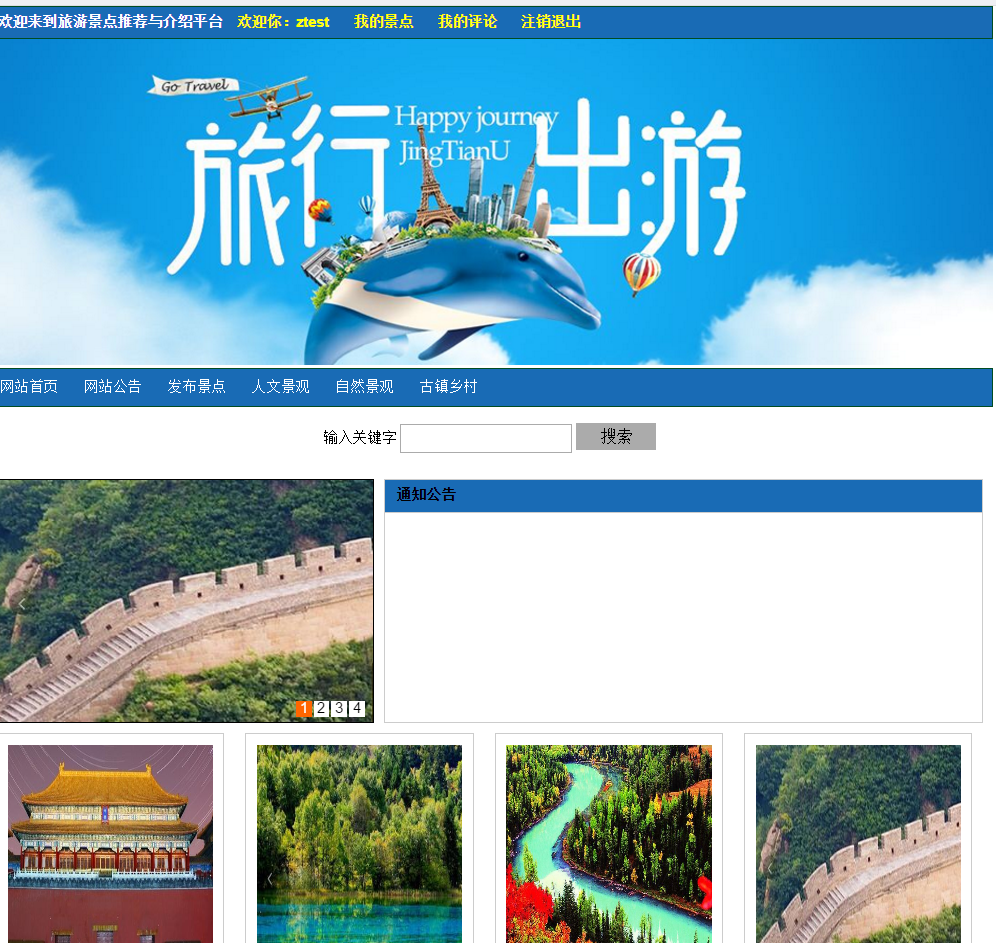 欢迎来到旅游景点推荐与介绍平台 欢迎你：ztest 我的景点 我的评论 注销退出
Go Travel
旅行出游
Happy journey
JingTianU
网站首页 网站公告 发布景点 人文景观 自然景观 古镇乡村
输入关键字 搜索
通知公告
1 2 3 4